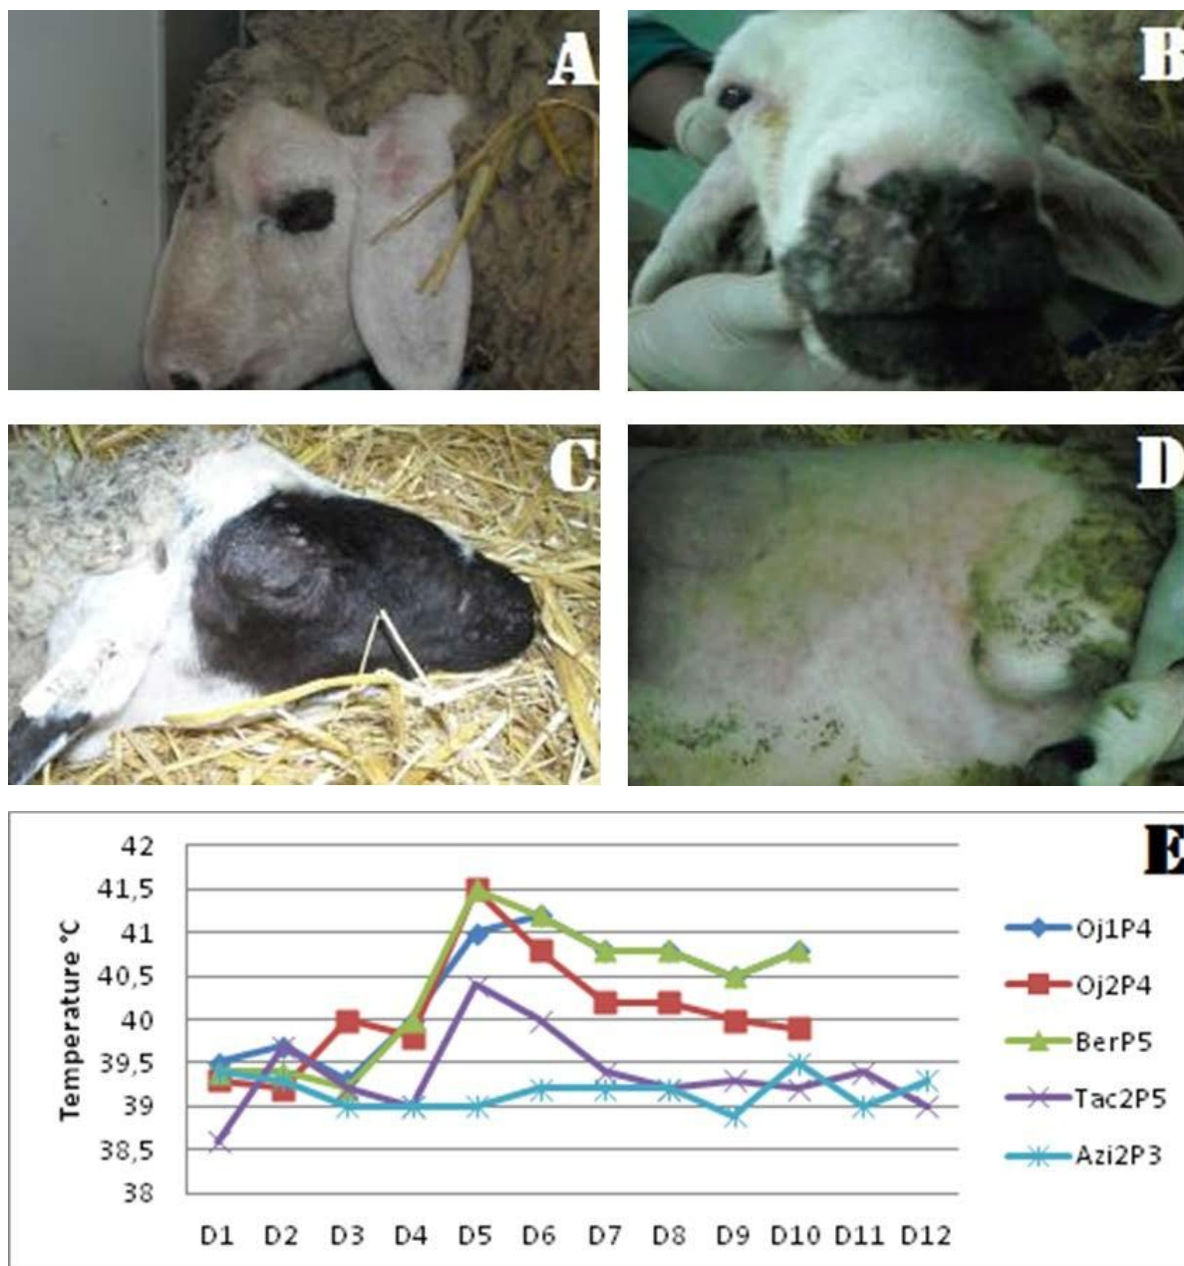 A
B
C
D
E
42
41,5
41
40,5
40
39,5
39
38,5
38
Temperature °C
D1 D2 D3 D4 D5 D6 D7 D8 D9 D10 D11 D12
Oj1P4
Oj2P4
BerP5
Tac2P5
Azi2P3